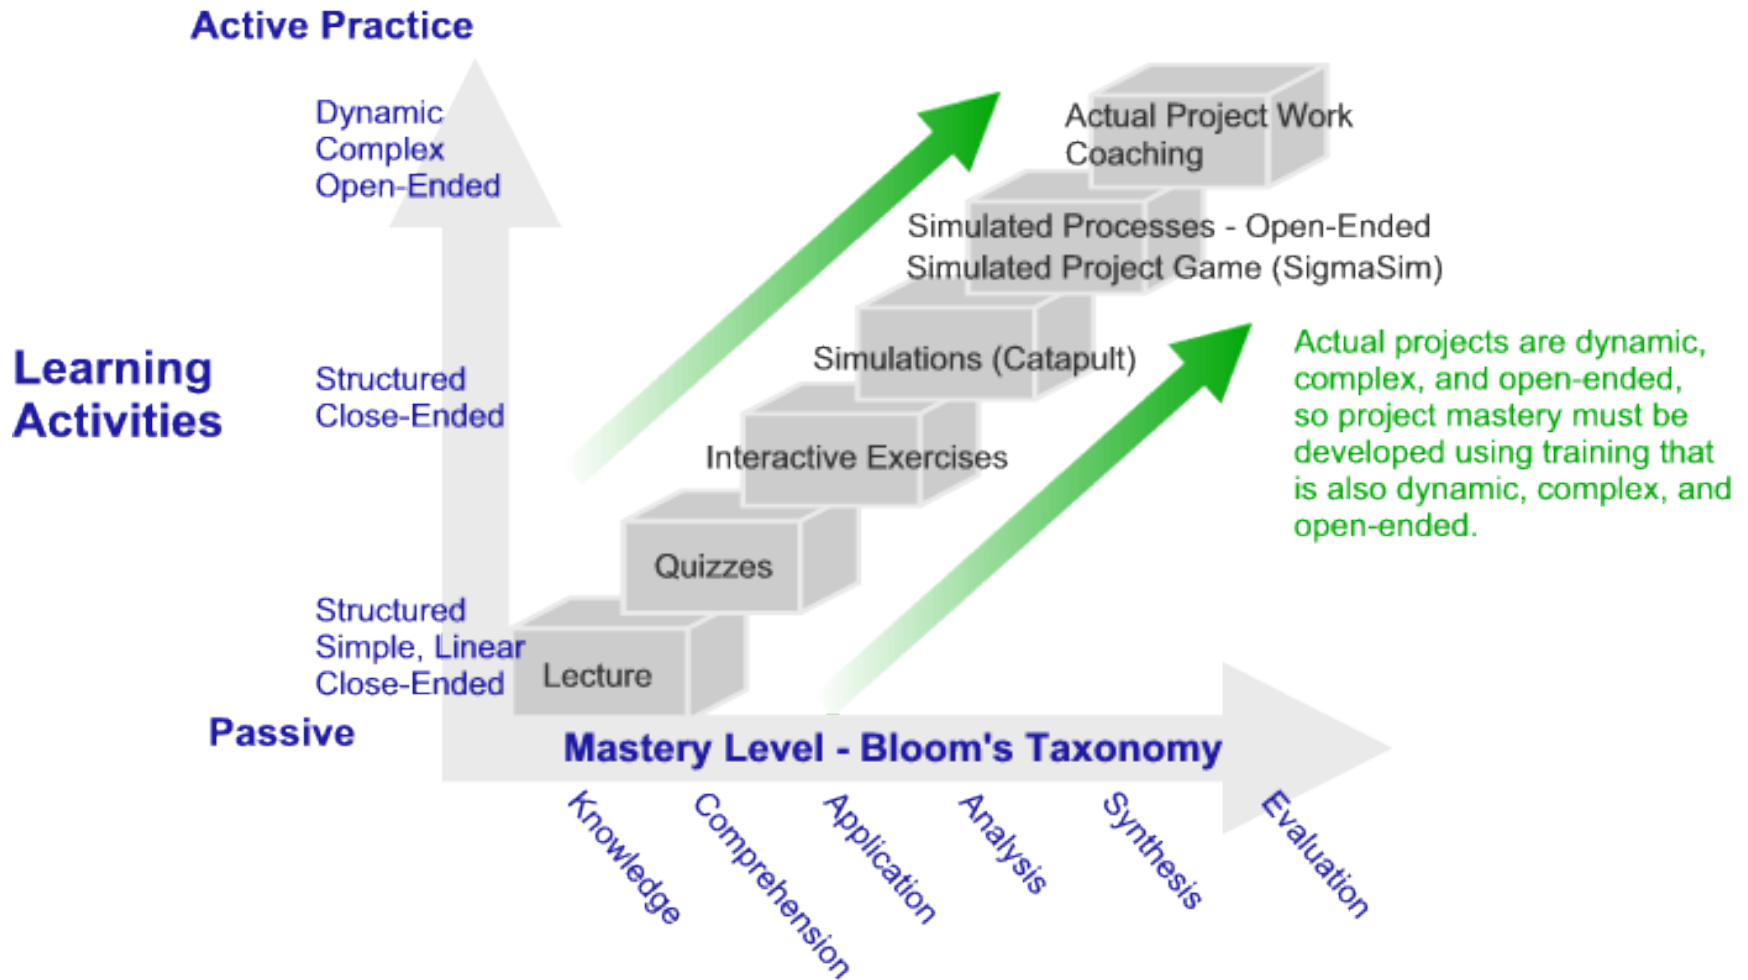 Active Practice
Dynamic
Complex
Open-Ended
Learning
Activities
Structured
Close-Ended
Structured
Simple, Linear
Close-Ended
Passive
Actual Project Work
Coaching
Simulated Processes - Open-Ended
Simulated Project Game (SigmaSim)
Simulations (Catapult)
Interactive Exercises
Quizzes
Lecture
Actual projects are dynamic,
complex, and open-ended,
so project mastery must be
developed using training that
is also dynamic, complex, and
open-ended.
Mastery Level - Bloom's Taxonomy
Knowledge
Comprehension
Application
Analysis
Synthesis
Evaluation